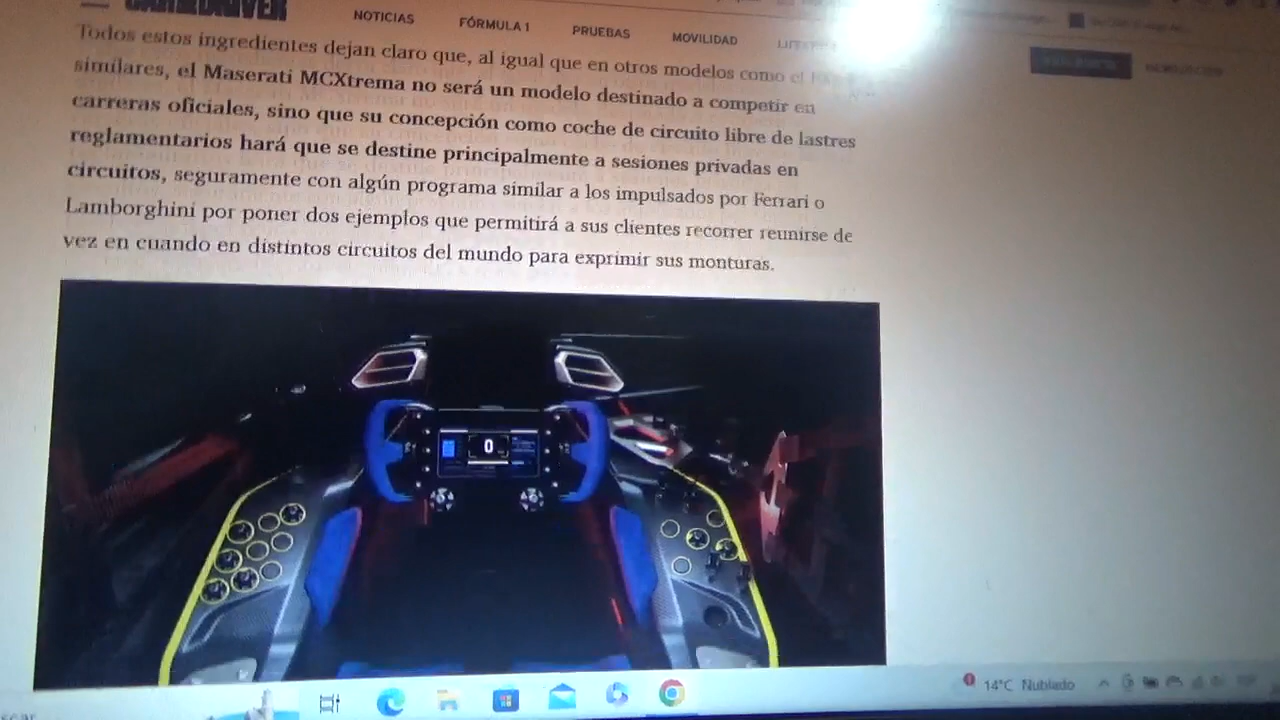 CAR AND DRIVER
NOTICIAS FÓRMULA 1 PRUEBAS MOVILIDAD
Todos estos ingredientes dejan claro que, al igual que en otros modelos como el
similares, el Maserati MCXtrema no será un modelo destinado a competir en
carreras oficiales, sino que su concepción como coche de circuito libre de lastres
reglamentarios hará que se destine principalmente a sesiones privadas en
circuitos, seguramente con algún programa similar a los impulsados por Ferrari o
Lamborghini por poner dos ejemplos que permitirá a sus clientes recorrer reunirse de
vez en cuando en distintos circuitos del mundo para exprimir sus monturas.
0
14°C Nublado